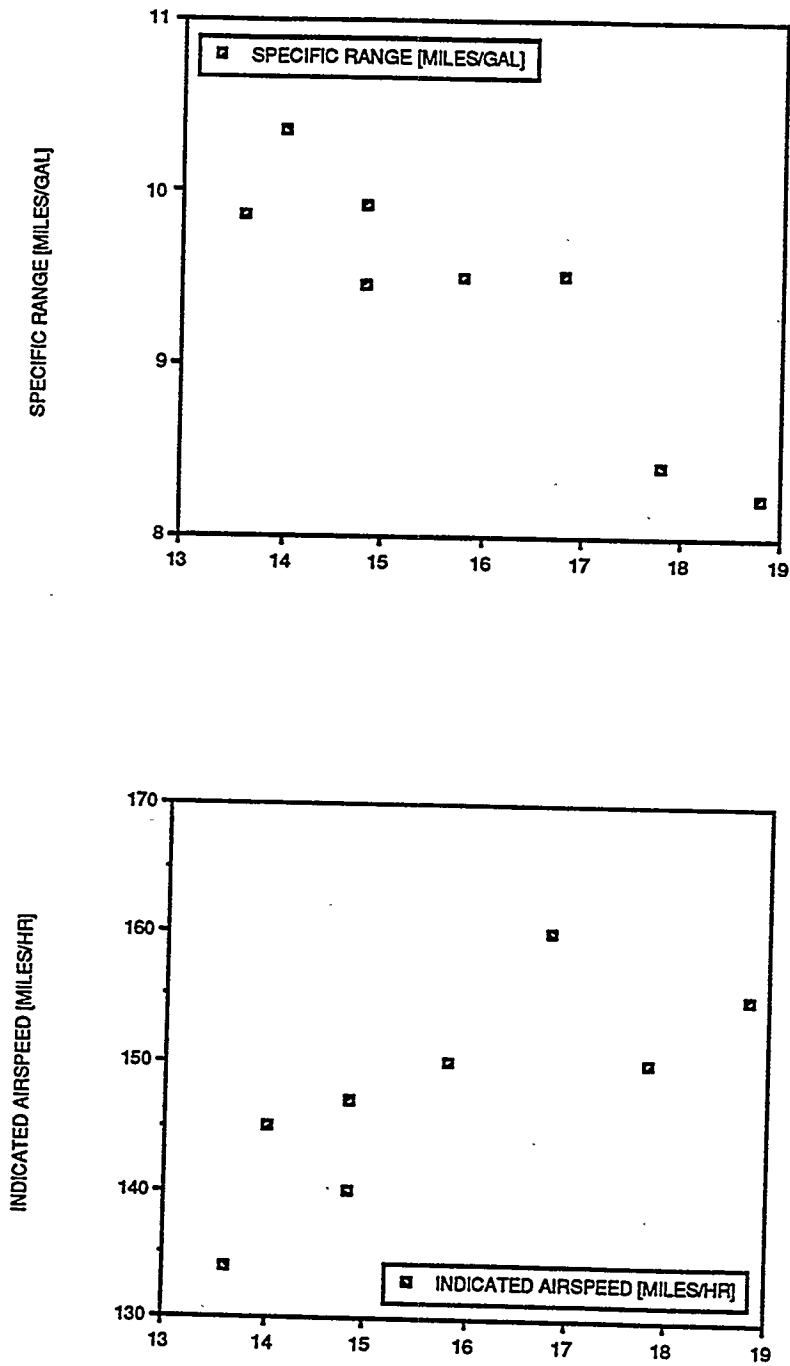 11
SPECIFIC RANGE [MILES/GAL]
10
SPECIFIC RANGE [MILES/GAL]
9
8
13 14 15 16 17 18 19
170
160
INDICATED AIRSPEED [MILES/HR]
150
140
INDICATED AIRSPEED [MILES/HR]
130
13 14 15 16 17 18 19